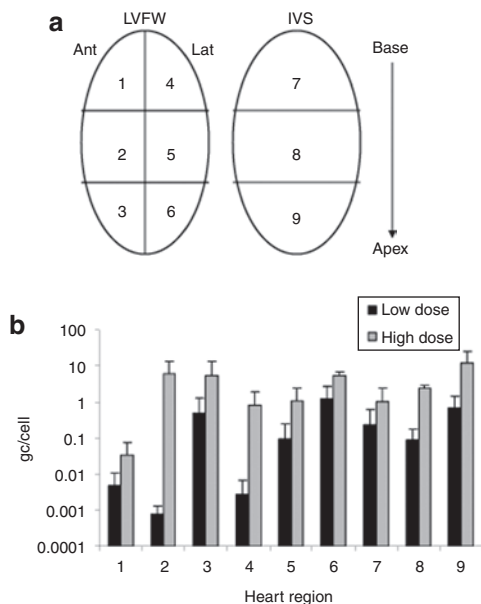 a
LVFW
IVS
Ant
Lat
Base
1 4
7
2 5
8
3 6
9
Apex
b
Low dose
High dose
100
10
1
0.1
0.01
0.001
0.0001
gc/cell
1 2 3 4 5 6 7 8 9
Heart region